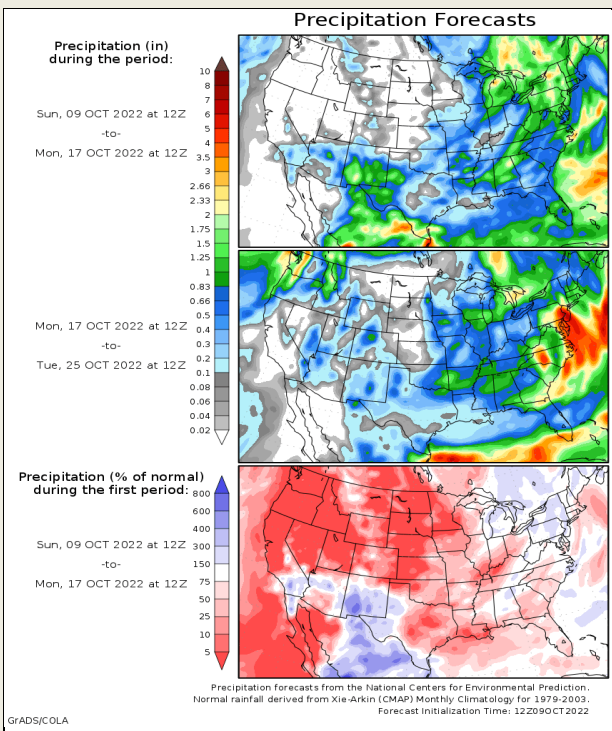 Precipitation Forecasts
Precipitation (in)
during the period:
Sun, 09 OCT 2022 at 12Z
-to-
Mon, 17 OCT 2022 at 12Z
10
8
7
6
5
4
3.5
3
2.66
2.33
2
1.75
1.5
1.25
1
0.83
0.66
0.5
0.4
0.3
0.2
0.1
0.08
0.06
0.04
0.02
Mon, 17 OCT 2022 at 12Z
-to-
Tue, 25 OCT 2022 at 12Z
Precipitation (% of normal)
during the first period:
Sun, 09 OCT 2022 at 12Z
-to-
Mon, 17 OCT 2022 at 12Z
800
600
400
300
150
75
50
25
10
5
Precipitation forecasts from the National Centers for Environmental Prediction.
Normal rainfall derived from Xie-Arkin (CMAP) Monthly Climatology for 1979-2003.
Forecast Initialization Time: 12Z09OCT2022
GrADS/COLA